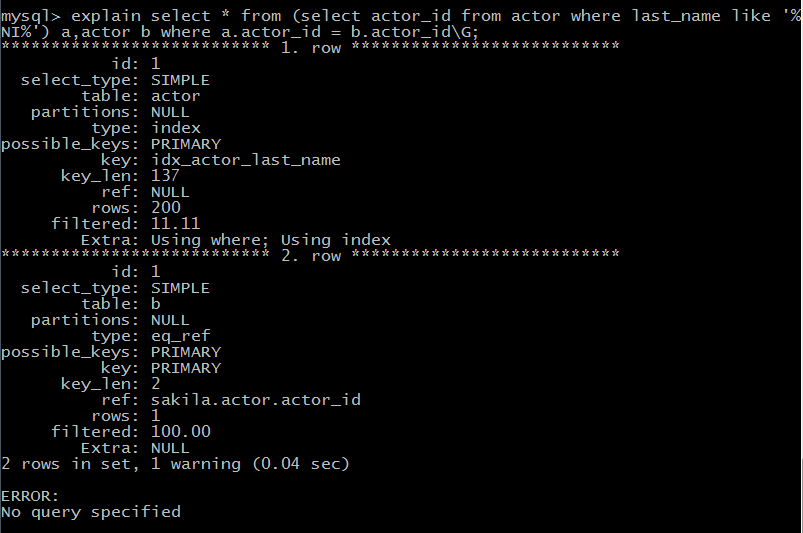 mysql> explain select * from (select actor_id from actor where last_name like '%
NI%') a,actor b where a.actor_id = b.actor_id\G;
*************************** 1. row ***************************
           id: 1
  select_type: SIMPLE
        table: actor
   partitions: NULL
         type: index
possible_keys: PRIMARY
          key: idx_actor_last_name
      key_len: 137
          ref: NULL
         rows: 200
     filtered: 11.11
        Extra: Using where; Using index
*************************** 2. row ***************************
           id: 1
  select_type: SIMPLE
        table: b
   partitions: NULL
         type: eq_ref
possible_keys: PRIMARY
          key: PRIMARY
      key_len: 2
          ref: sakila.actor.actor_id
         rows: 1
     filtered: 100.00
        Extra: NULL
2 rows in set, 1 warning (0.04 sec)
ERROR:
No query specified